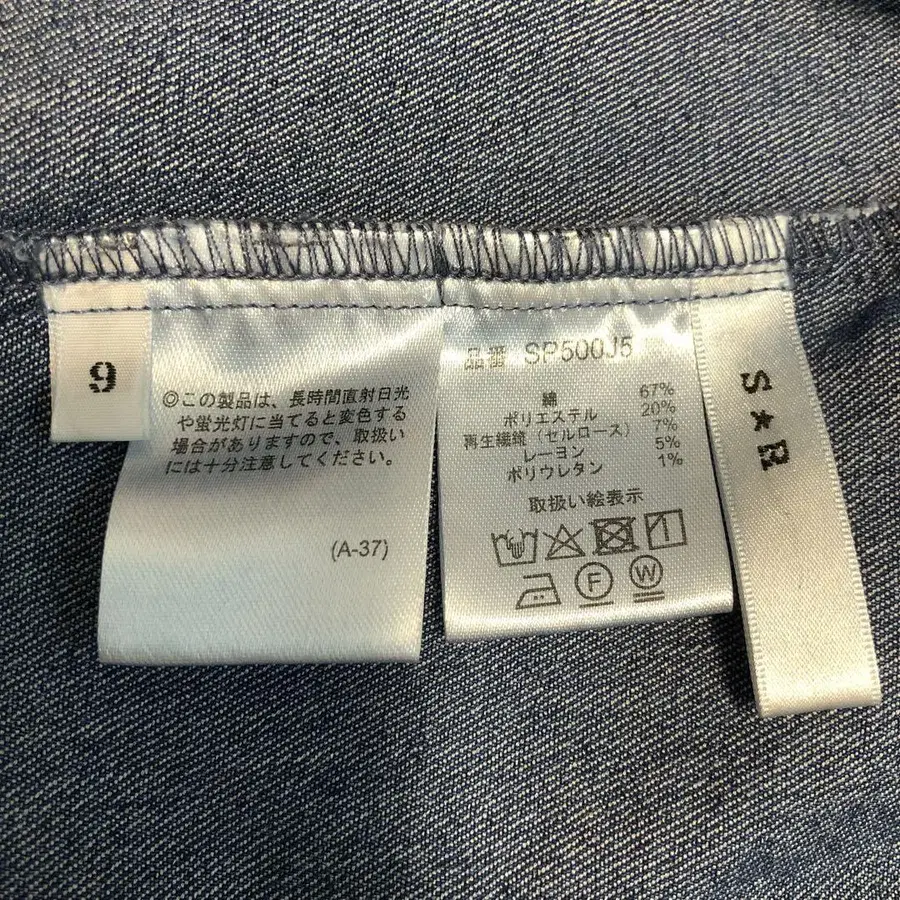 9
◎この製品は、長時間直射日光
や蛍光灯に当てると変色する
場合がありますので、取扱い
には十分注意してください。
(A-37)
品番 SP500J5
綿 67%
ポリエステル 20%
再生繊維（セルロース） 7%
レーヨン 5%
ポリウレタン 1%
取扱い絵表示
F W
S★R